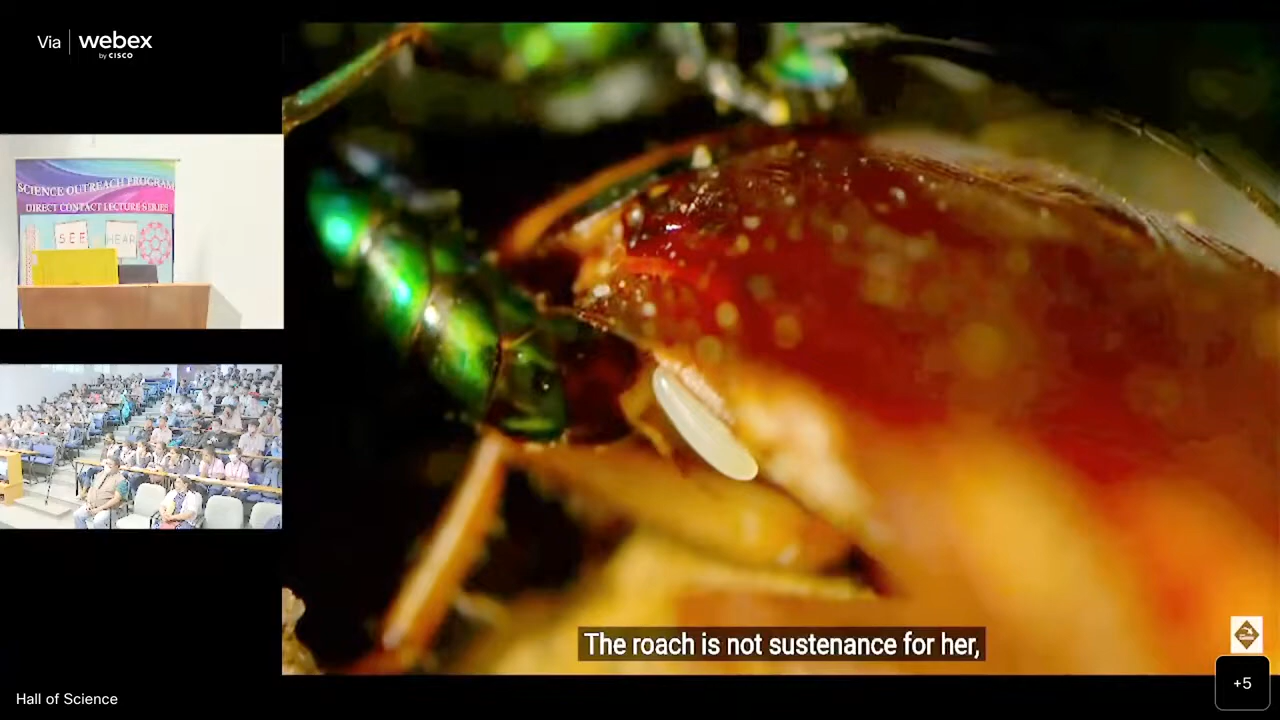 Via webex
by CISCO
SCIENCE OUTREACH PROGRAM
DIRECT CONTACT LECTURE SERIES
SEE
HEAR
The roach is not sustenance for her,
+5
Hall of Science